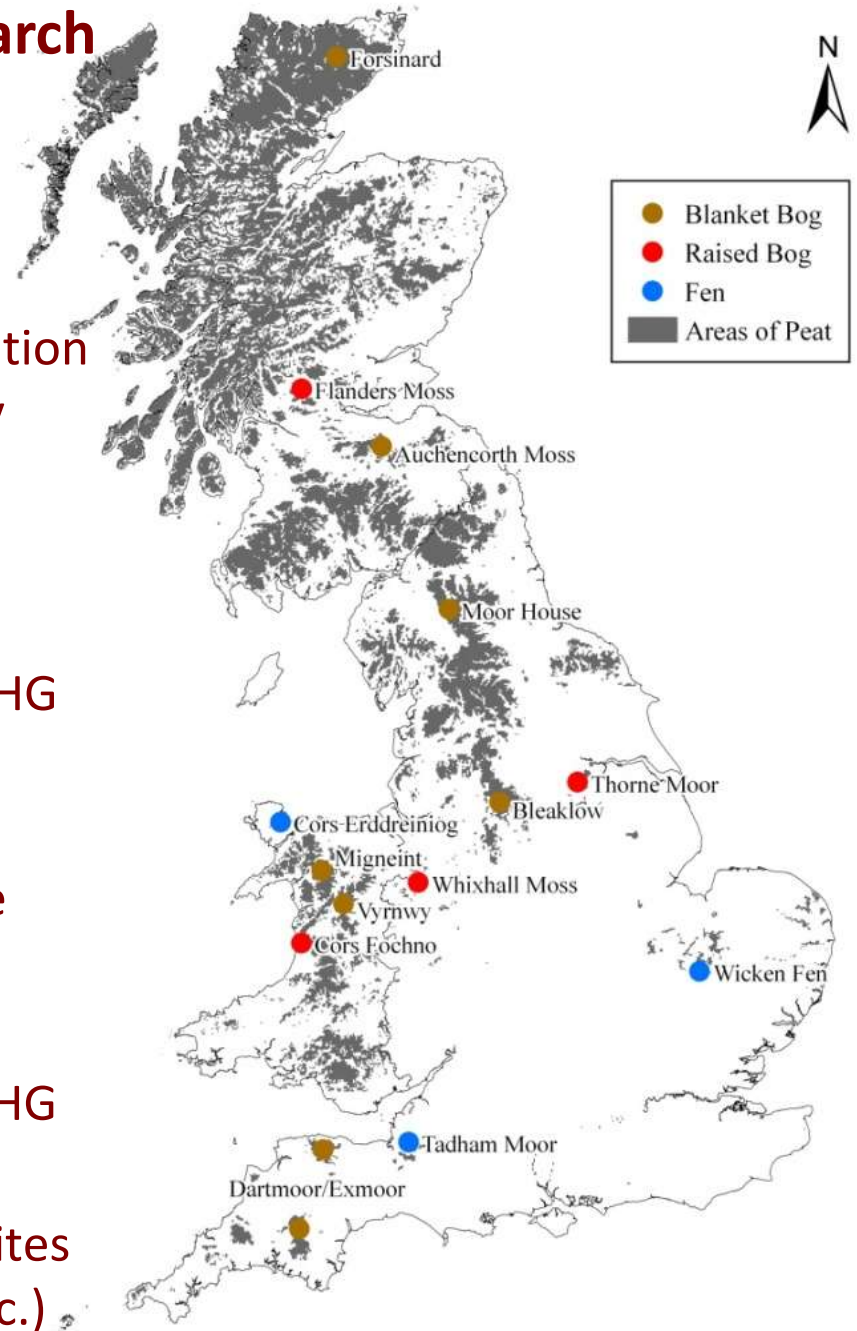 arch
ition
y
HG
e
HG
ites
c.)
N
Blanket Bog
Raised Bog
Fen
Areas of Peat
Forsinard
Flanders Moss
Auchencorth Moss
Moor House
Thorne Moor
Bleaklow
Cors Erddreiniog
Migneint
Whixhall Moss
Vyrnwy
Cors Fochno
Wicken Fen
Tadham Moor
Dartmoor/Exmoor